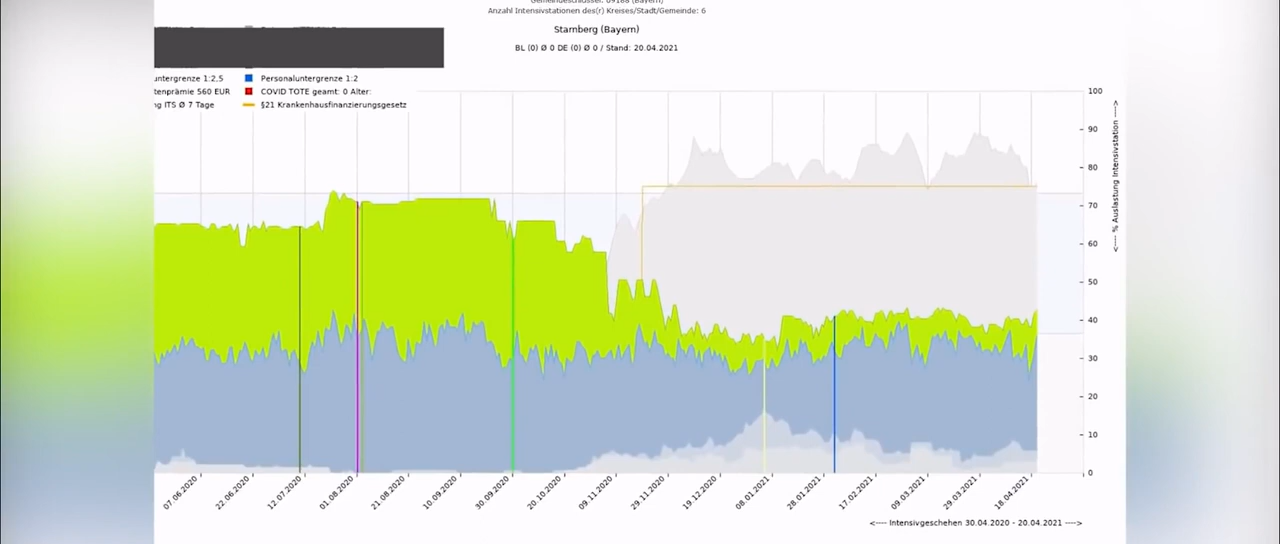 Gemeindeschlüssel: 09188 (Bayern)
Anzahl Intensivstationen des(r) Kreises/Stadt/Gemeinde: 6
Starnberg (Bayern)
BL (0) Ø 0 DE (0) Ø 0 / Stand: 20.04.2021
untergrenze 1:2,5 Personaluntergrenze 1:2
tenprämie 560 EUR COVID TOTE geamt: 0 Alter:
ng ITS Ø 7 Tage §21 Krankenhausfinanzierungsgesetz
100
90
80
70
60
50
40
30
20
10
0
<---- % Auslastung Intensivstation ---->
07.06.2020 22.06.2020 12.07.2020 01.08.2020 21.08.2020 10.09.2020 30.09.2020 20.10.2020 09.11.2020 29.11.2020 19.12.2020 08.01.2021 28.01.2021 17.02.2021 09.03.2021 29.03.2021 18.04.2021
<---- Intensivgeschehen 30.04.2020 - 20.04.2021 ---->